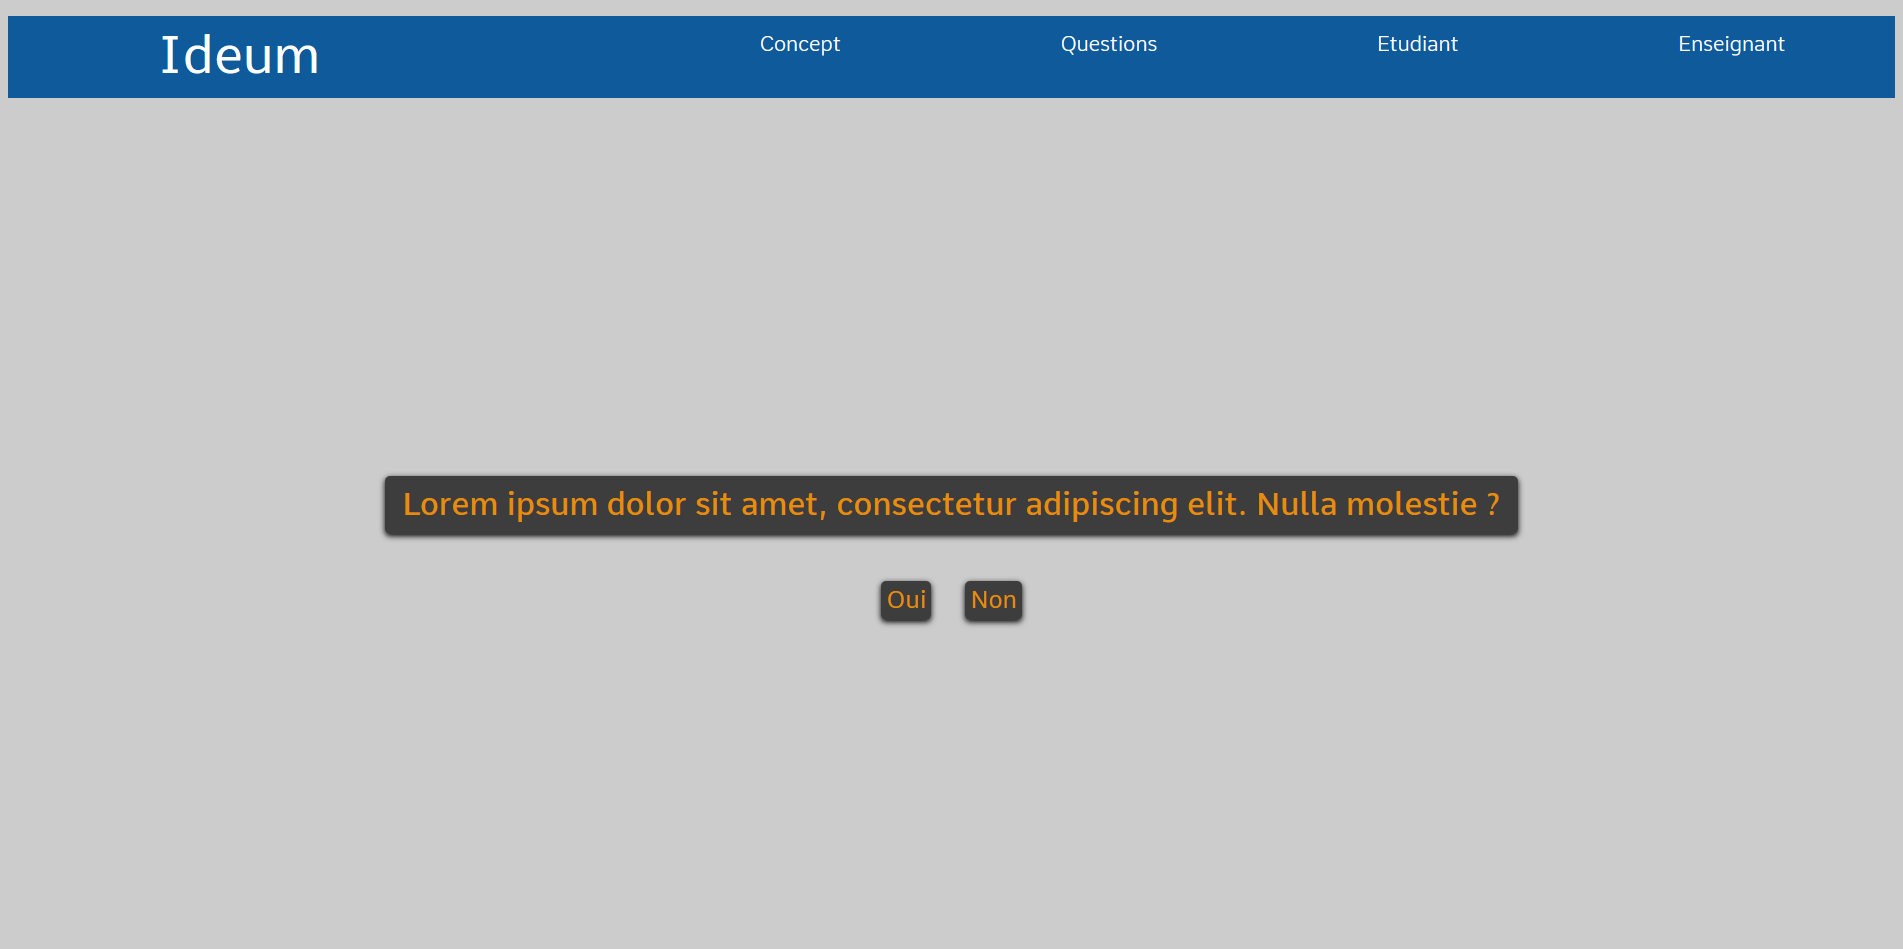 Ideum Concept Questions Etudiant Enseignant
Lorem ipsum dolor sit amet, consectetur adipiscing elit. Nulla molestie ?
Oui Non